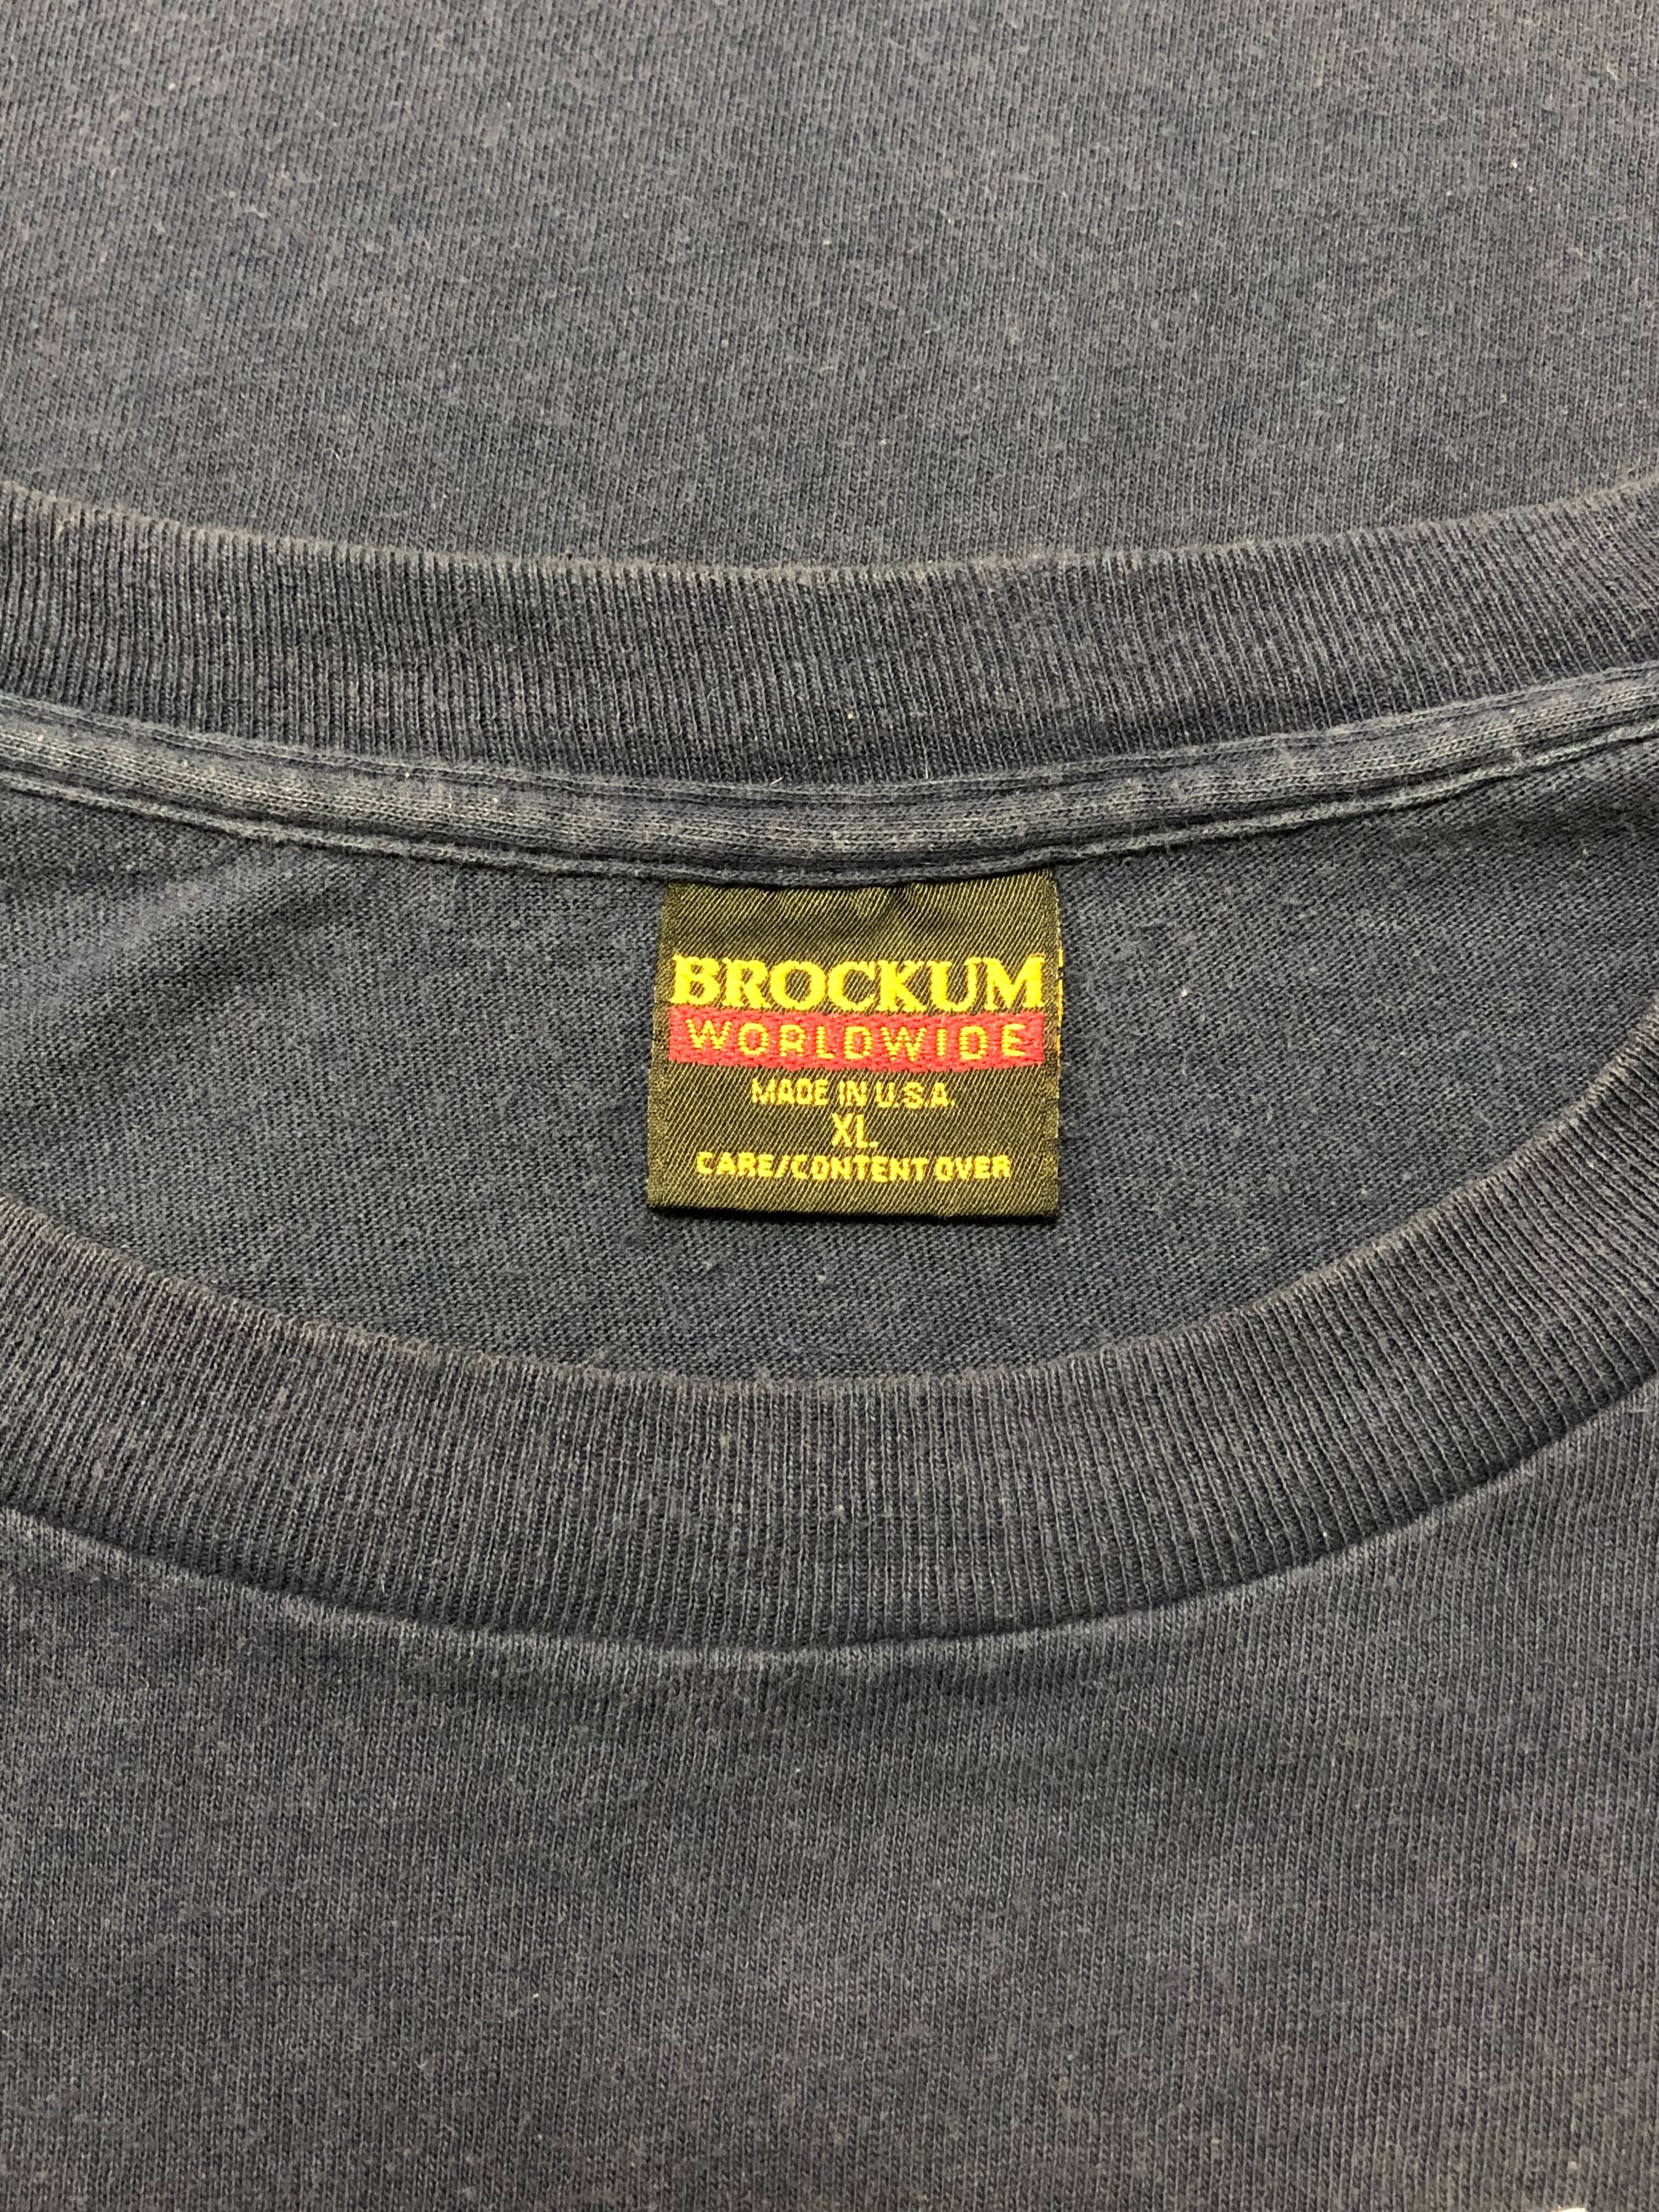 BROCKUM
WORLDWIDE
MADE IN U.S.A.
XL
CARE/CONTENT OVER